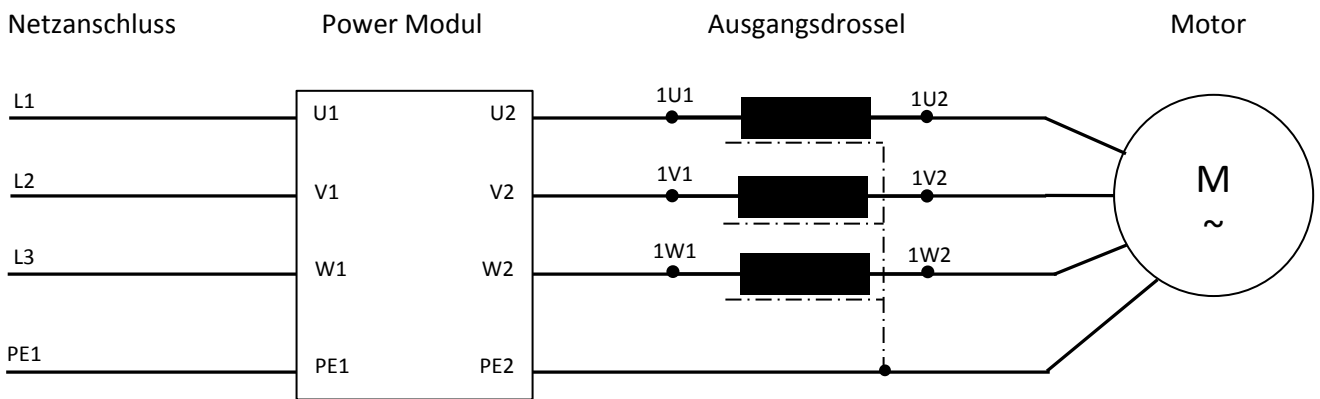 Netzanschluss Power Modul Ausgangsdrossel Motor
L1 U1 U2 1U1 1U2
L2 V1 V2 1V1 1V2 M
~
L3 W1 W2 1W1 1W2
PE1 PE1 PE2